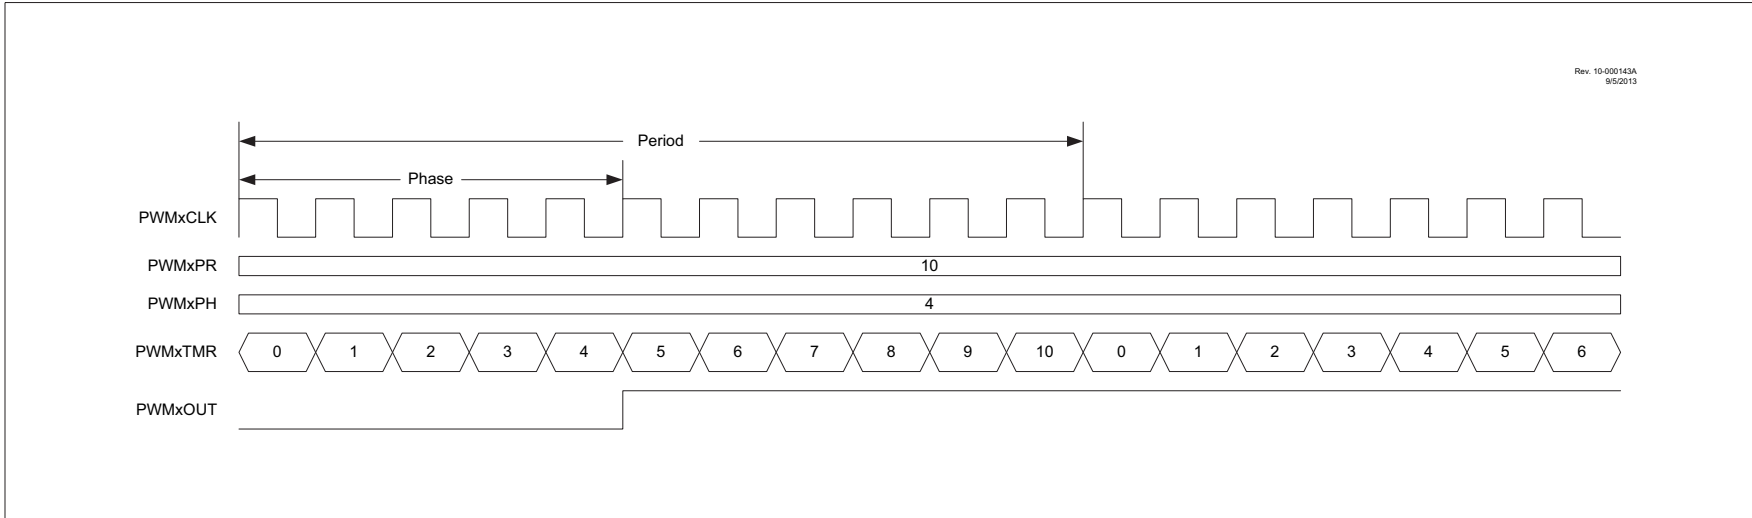 Rev. 10-000143A
9/5/2013
Period
Phase
PWMxCLK
PWMxPR 10
PWMxPH 4
PWMxTMR 0 1 2 3 4 5 6 7 8 9 10 0 1 2 3 4 5 6
PWMxOUT